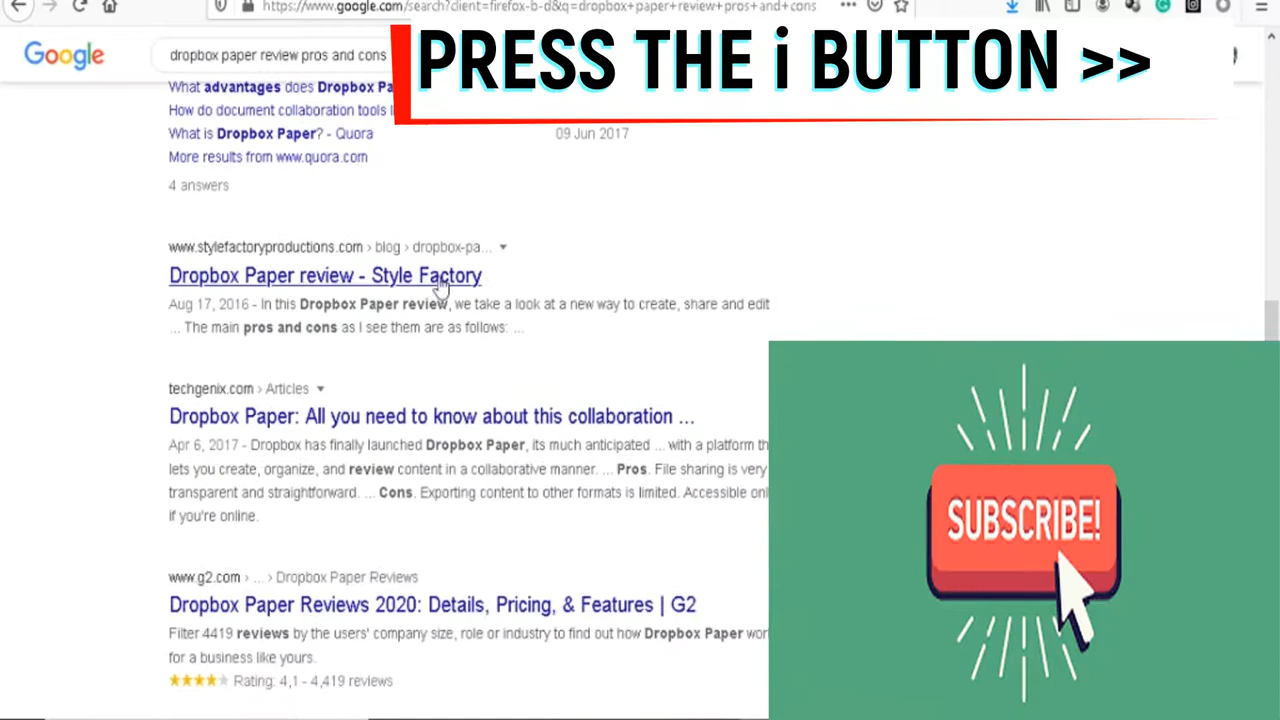 https://www.google.com/search?client=firefox-b-d&q=dropbox+paper+review+pros+and+cons
Google
dropbox paper review pros and cons
PRESS THE i BUTTON >>
What advantages does Dropbox Pa
How do document collaboration tools
What is Dropbox Paper? - Quora
09 Jun 2017
More results from www.quora.com
4 answers
www.stylefactoryproductions.com › blog › dropbox-pa...
Dropbox Paper review - Style Factory
Aug 17, 2016 - In this Dropbox Paper review, we take a look at a new way to create, share and edit
... The main pros and cons as I see them are as follows: ...
techgenix.com › Articles
Dropbox Paper: All you need to know about this collaboration ...
Apr 6, 2017 - Dropbox has finally launched Dropbox Paper, its much anticipated ... with a platform th
lets you create, organize, and review content in a collaborative manner. ... Pros. File sharing is very
transparent and straightforward. ... Cons. Exporting content to other formats is limited. Accessible onl
if you're online.
www.g2.com › ... › Dropbox Paper Reviews
Dropbox Paper Reviews 2020: Details, Pricing, & Features | G2
Filter 4419 reviews by the users' company size, role or industry to find out how Dropbox Paper wor
for a business like yours.
Rating: 4,1 - 4,419 reviews
SUBSCRIBE!